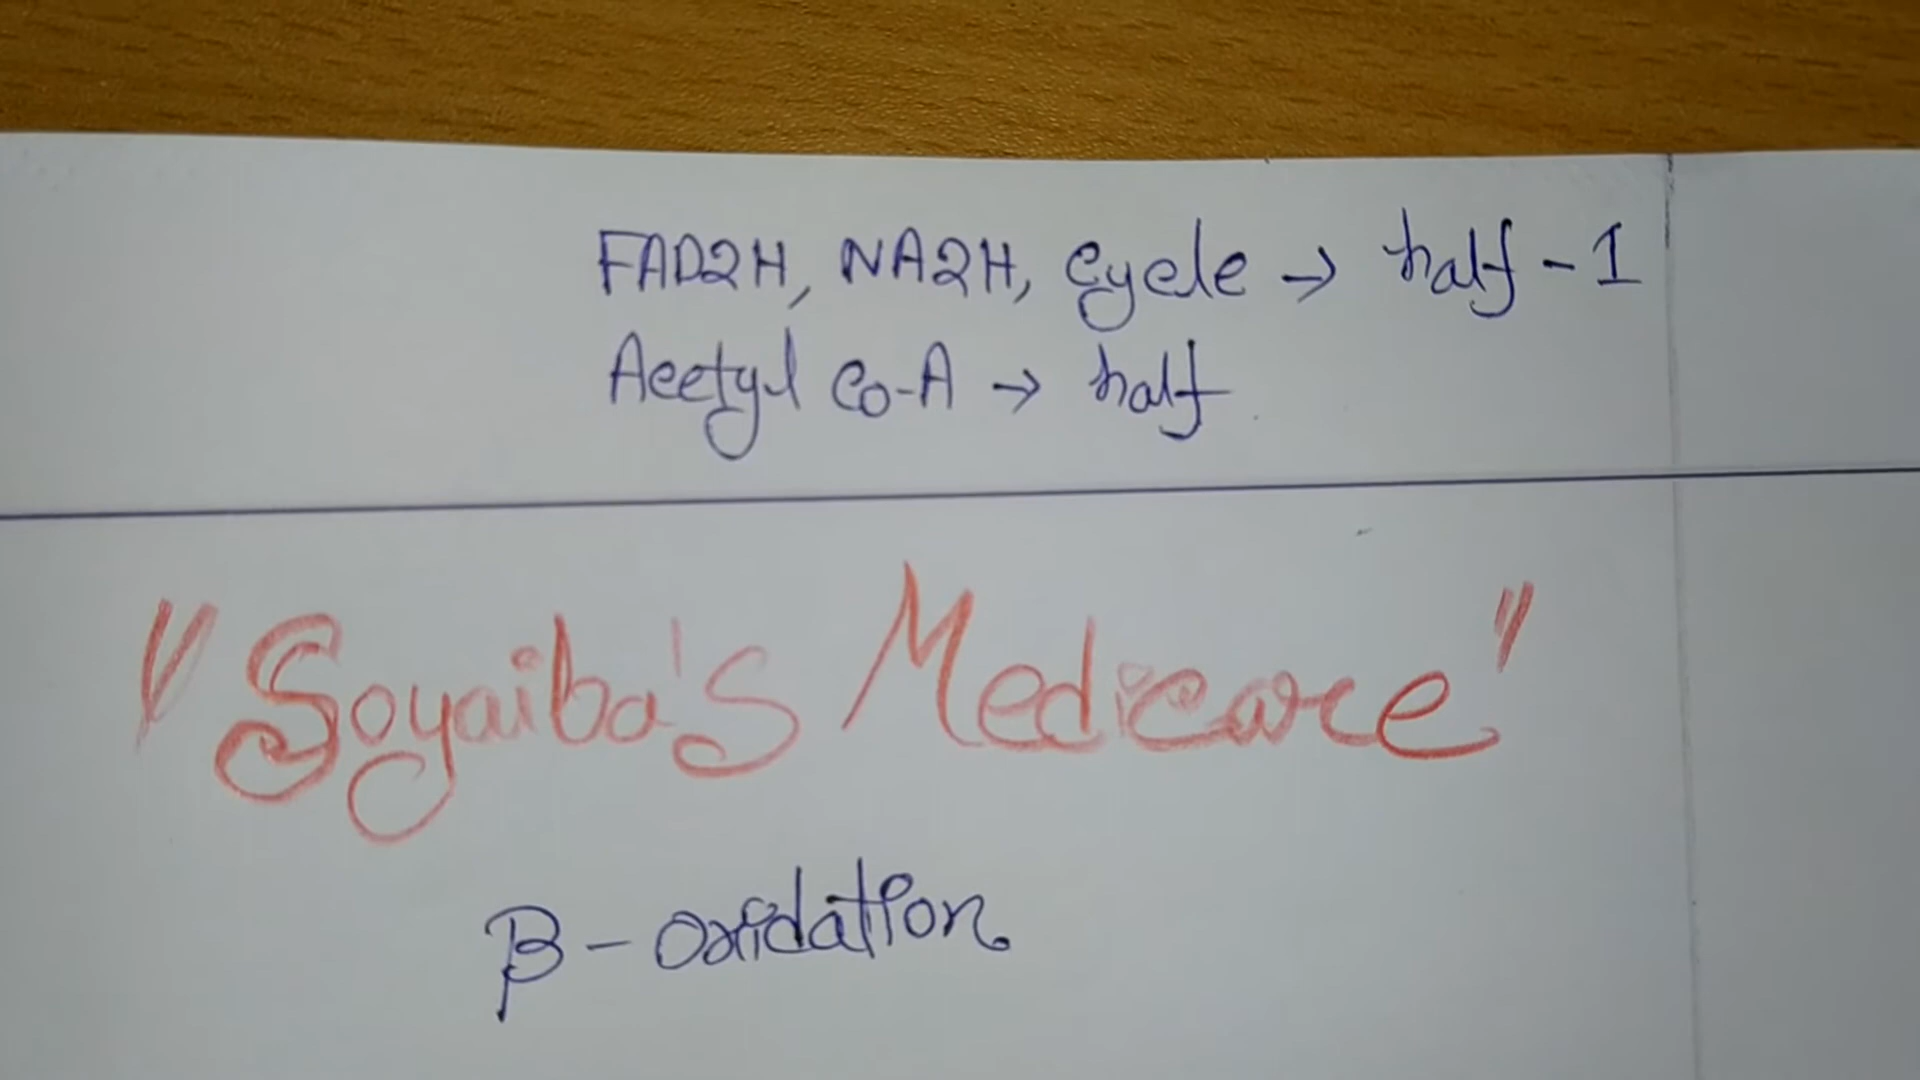 FAD2H, NA2H, Cycle → half - 1
Acetyl Co-A → half
"Soyaiba's Medicare"
β - oxidation